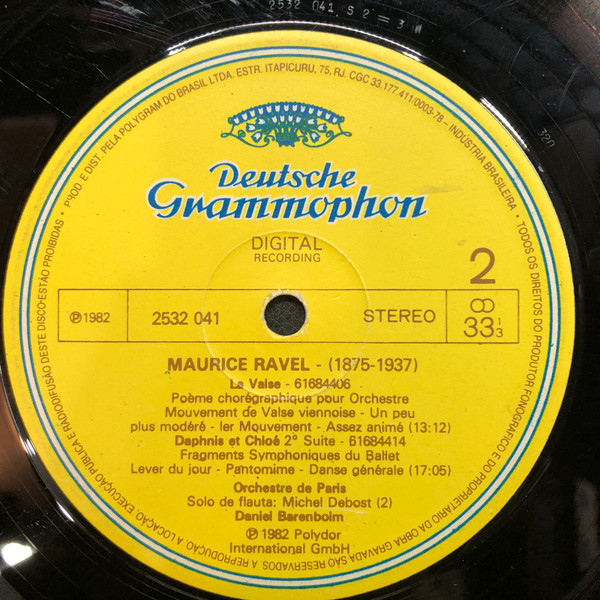 2532 041 S 2 = 3 W
320
PROD E DIST. PELA POLYGRAM DO BRASIL LTDA. ESTR. ITAPICURU, 75, RJ. CGC 33.177.411/0003-78 - INDÚSTRIA BRASILEIRA • TODOS OS DIREITOS DO PRODUTOR FONOGRÁFICO E DO PROPRIETÁRIO DA OBRA GRAVADA SÃO RESERVADOS A REPRODUÇÃO, A LOCAÇÃO, EXECUÇÃO PÚBLICA E RADIODIFUSÃO DESTE DISCO ESTÃO PROIBIDAS •
Deutsche
Grammophon
DIGITAL
RECORDING
2
℗1982
2532 041
STEREO
33 1/3
MAURICE RAVEL - (1875-1937)
La Valse - 61684406
Poème chorégraphique pour Orchestre
Mouvement de Valse viennoise - Un peu
plus modéré - Ier Mouvement - Assez animé (13:12)
Daphnis et Chloé 2º Suite - 61684414
Fragments Symphoniques du Ballet
Lever du jour - Pantomime - Danse générale (17:05)
Orchestre de Paris
Solo de flauta: Michel Debost (2)
Daniel Barenboim
℗ 1982 Polydor
International GmbH